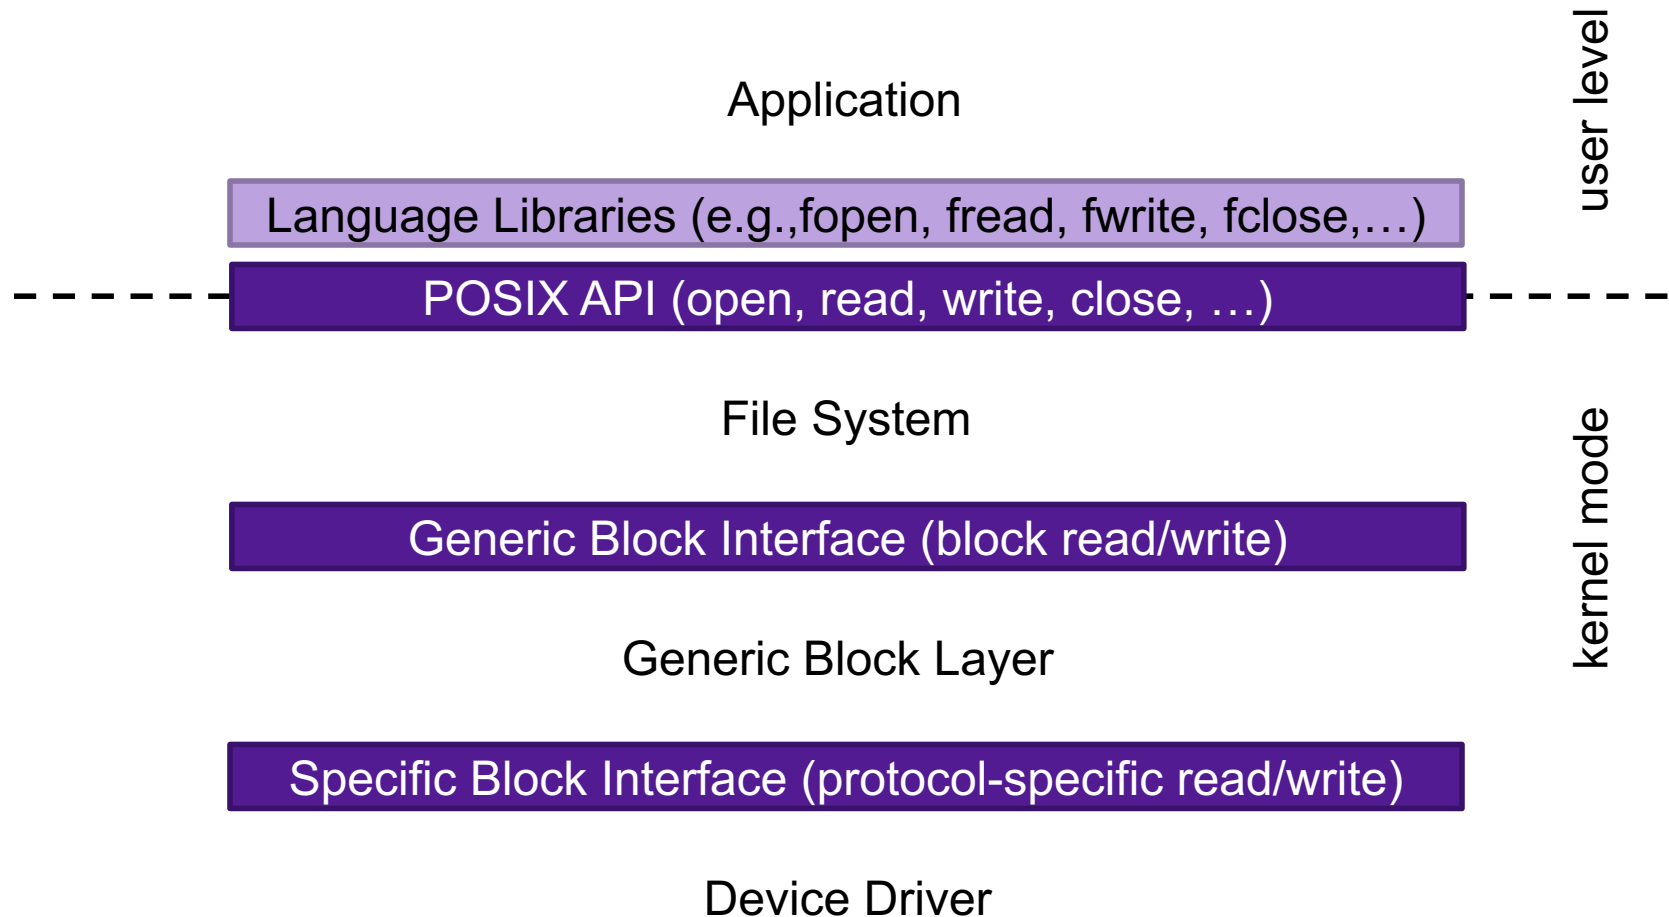 user level
Application
Language Libraries (e.g.,fopen, fread, fwrite, fclose,…)
POSIX API (open, read, write, close, …)
File System
kernel mode
Generic Block Interface (block read/write)
Generic Block Layer
Specific Block Interface (protocol-specific read/write)
Device Driver